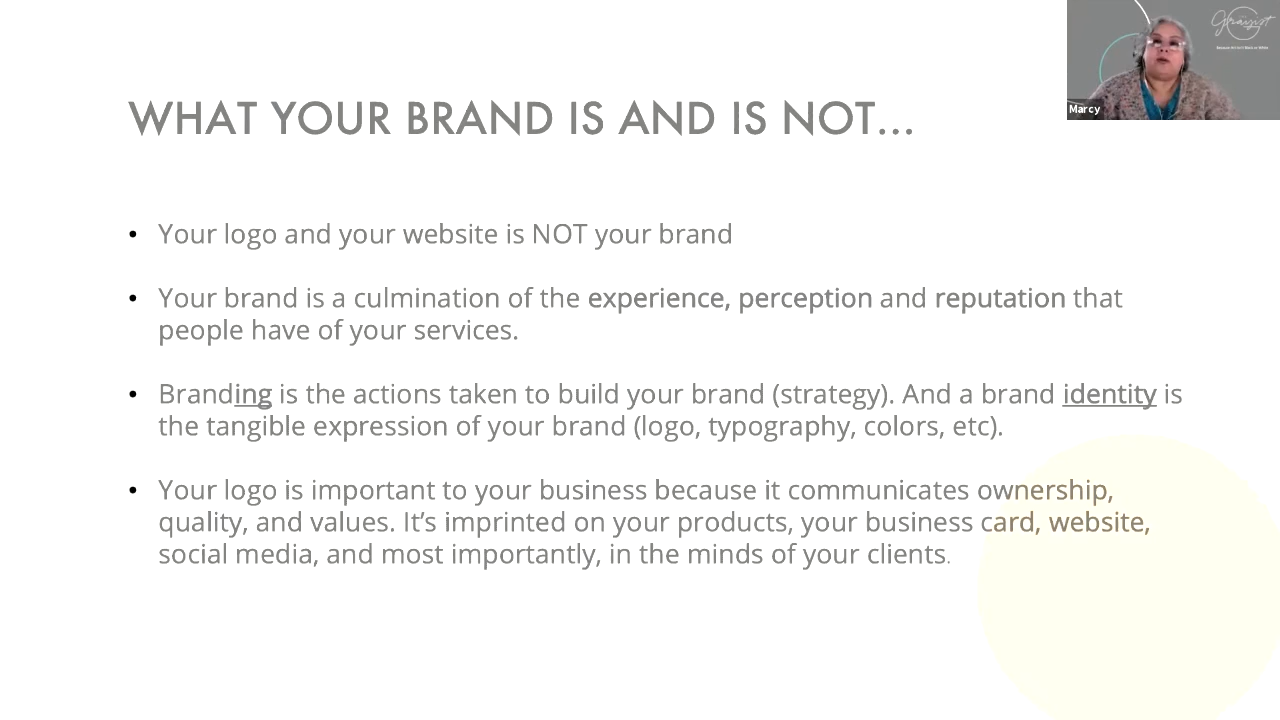 WHAT YOUR BRAND IS AND IS NOT...
Marcy
• Your logo and your website is NOT your brand
• Your brand is a culmination of the experience, perception and reputation that
people have of your services.
• Branding is the actions taken to build your brand (strategy). And a brand identity is
the tangible expression of your brand (logo, typography, colors, etc).
• Your logo is important to your business because it communicates ownership,
quality, and values. It’s imprinted on your products, your business card, website,
social media, and most importantly, in the minds of your clients.